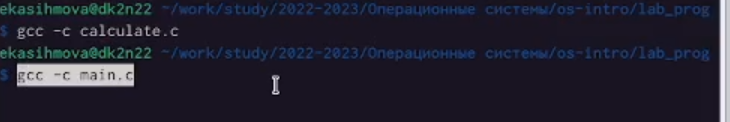 ekasihmova@dk2n22 ~/work/study/2022-2023/Операционные системы/os-intro/lab_prog
$ gcc -c calculate.c
ekasihmova@dk2n22 ~/work/study/2022-2023/Операционные системы/os-intro/lab_prog
$ gcc -c main.c